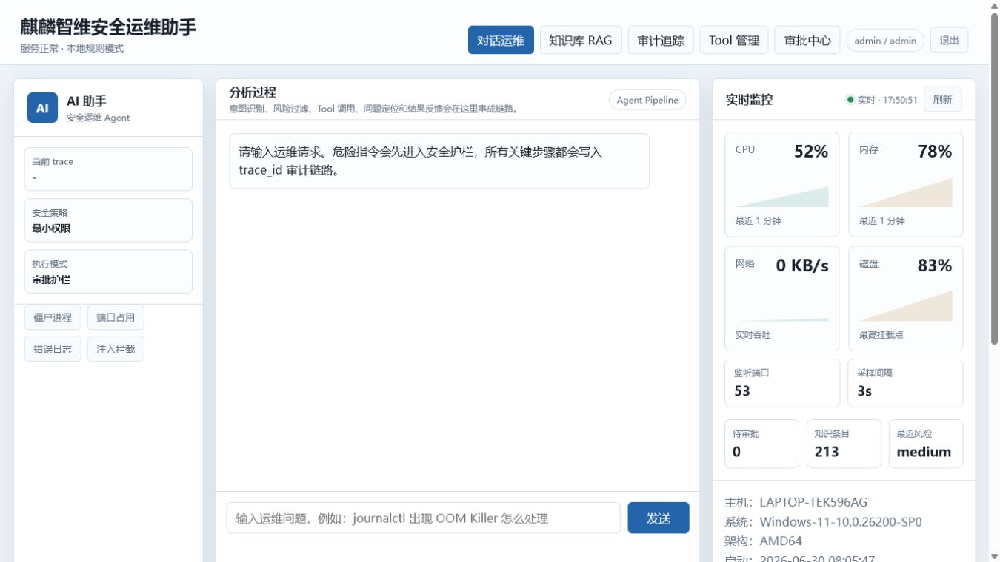 麒麟智维安全运维助手
服务正常 · 本地规则模式
对话运维
知识库 RAG
审计追踪
Tool 管理
审批中心
admin / admin
退出
AI
AI 助手
安全运维 Agent
当前 trace
-
安全策略
最小权限
执行模式
审批护栏
僵尸进程
端口占用
错误日志
注入拦截
分析过程
意图识别、风险过滤、Tool 调用、问题定位和结果反馈会在这里串成链路。
Agent Pipeline
请输入运维请求。危险指令会先进入安全护栏，所有关键步骤都会写入
trace_id 审计链路。
输入运维问题，例如：journalctl 出现 OOM Killer 怎么处理
发送
实时监控
实时 · 17:50:51
刷新
CPU
52%
最近 1 分钟
内存
78%
最近 1 分钟
网络
0 KB/s
实时吞吐
磁盘
83%
最高挂载点
监听端口
53
采样间隔
3s
待审批
0
知识条目
213
最近风险
medium
主机：LAPTOP-TEK596AG
系统：Windows-11-10.0.26200-SP0
架构：AMD64
启动：2026-06-30 08:05:47